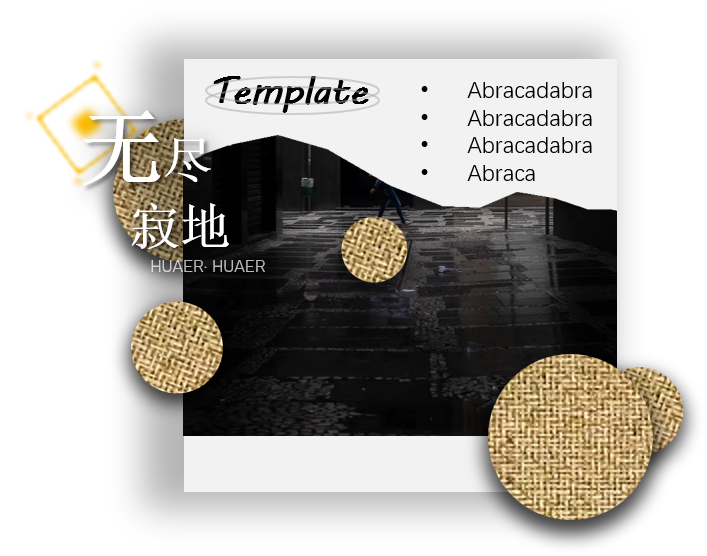 Template
• Abracadabra
• Abracadabra
• Abracadabra
• Abraca
无尽
寂地
HUAER· HUAER